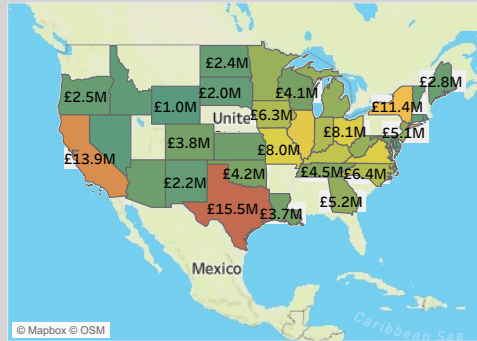 £2.4M
£2.8M
£2.5M
£2.0M
£4.1M
£1.0M
£11.4M
Unite
£6.3M
£8.1M
£5.1M
£3.8M
£8.0M
£13.9M
£4.2M
£4.5M
£6.4M
£2.2M
£5.2M
£15.5M
£3.7M
Mexico
Caribbean Sea
© Mapbox © OSM